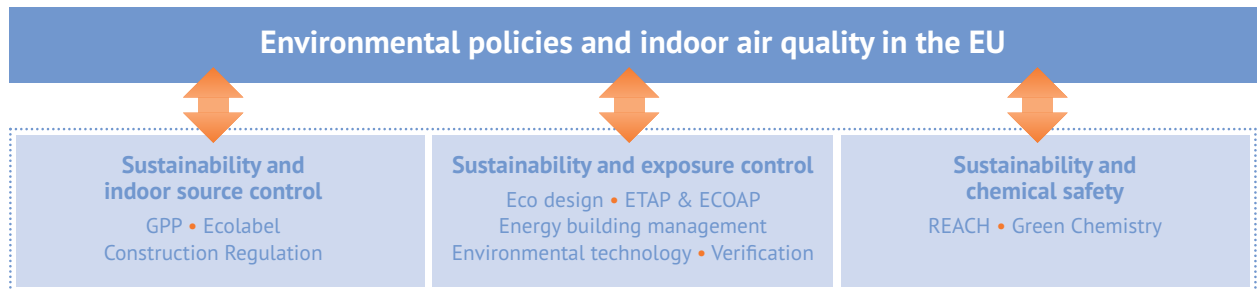 Environmental policies and indoor air quality in the EU
Sustainability and
indoor source control
GPP • Ecolabel
Construction Regulation
Sustainability and exposure control
Eco design • ETAP & ECOAP
Energy building management
Environmental technology • Verification
Sustainability and
chemical safety
REACH • Green Chemistry